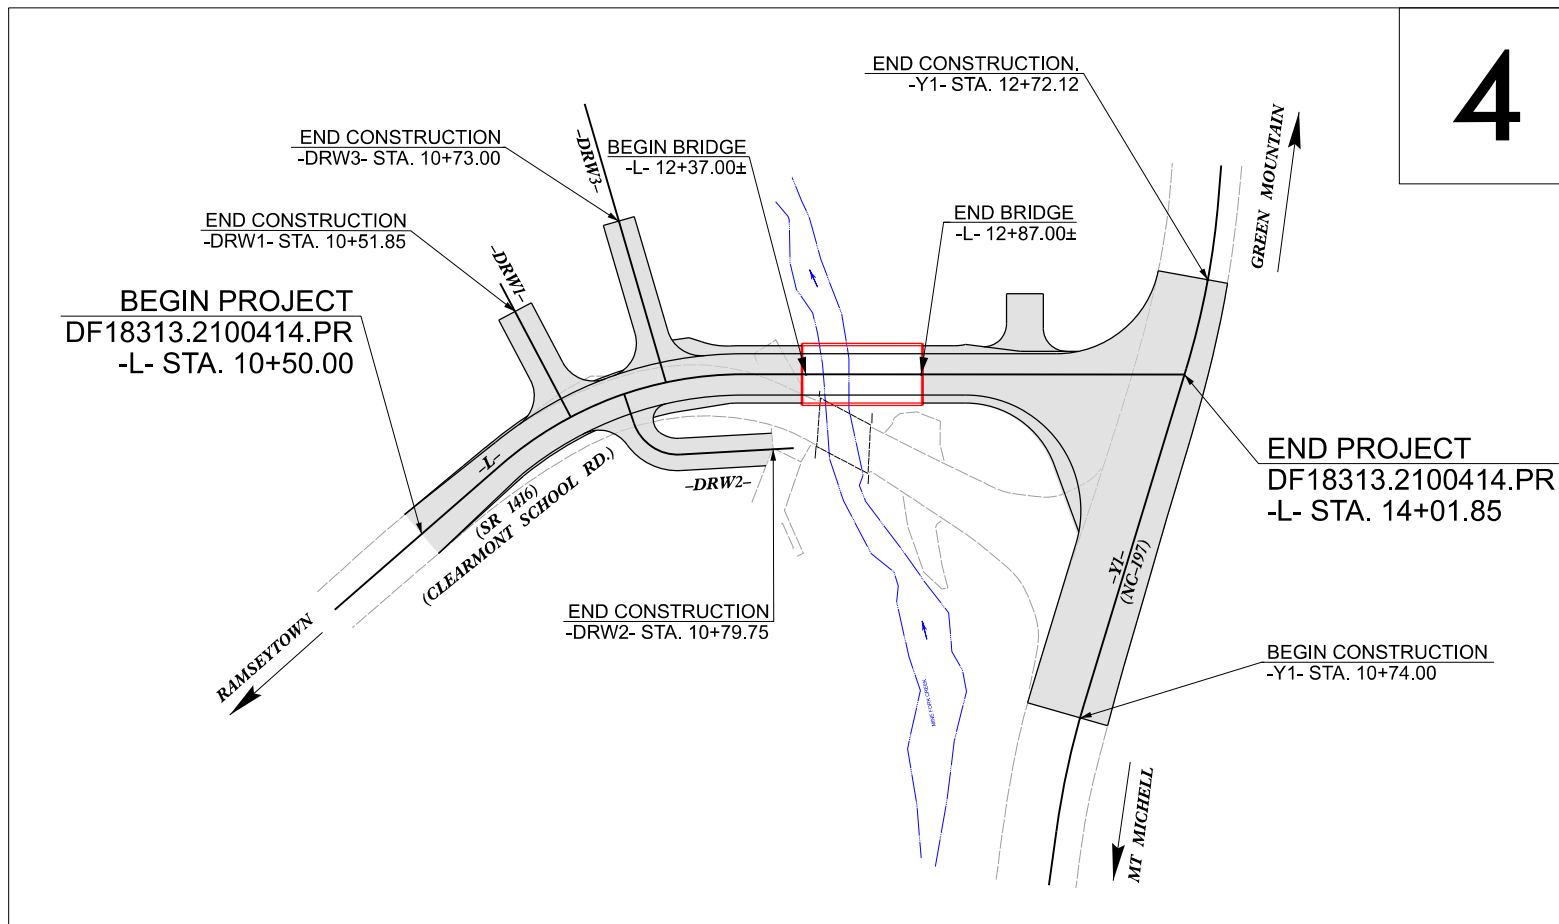 4
END CONSTRUCTION.
-Y1- STA. 12+72.12
GREEN MOUNTAIN
END CONSTRUCTION
-DRW3- STA. 10+73.00
-DRW3-
BEGIN BRIDGE
-L- 12+37.00±
END BRIDGE
-L- 12+87.00±
END CONSTRUCTION
-DRW1- STA. 10+51.85
-DRW1-
BEGIN PROJECT
DF18313.2100414.PR
-L- STA. 10+50.00
-L-
(SR 1416)
(CLEARMONT SCHOOL RD.)
-DRW2-
END PROJECT
DF18313.2100414.PR
-L- STA. 14+01.85
-Y1-
(NC-197)
END CONSTRUCTION
-DRW2- STA. 10+79.75
RAMSEYTOWN
BEGIN CONSTRUCTION
-Y1- STA. 10+74.00
MT MICHELL